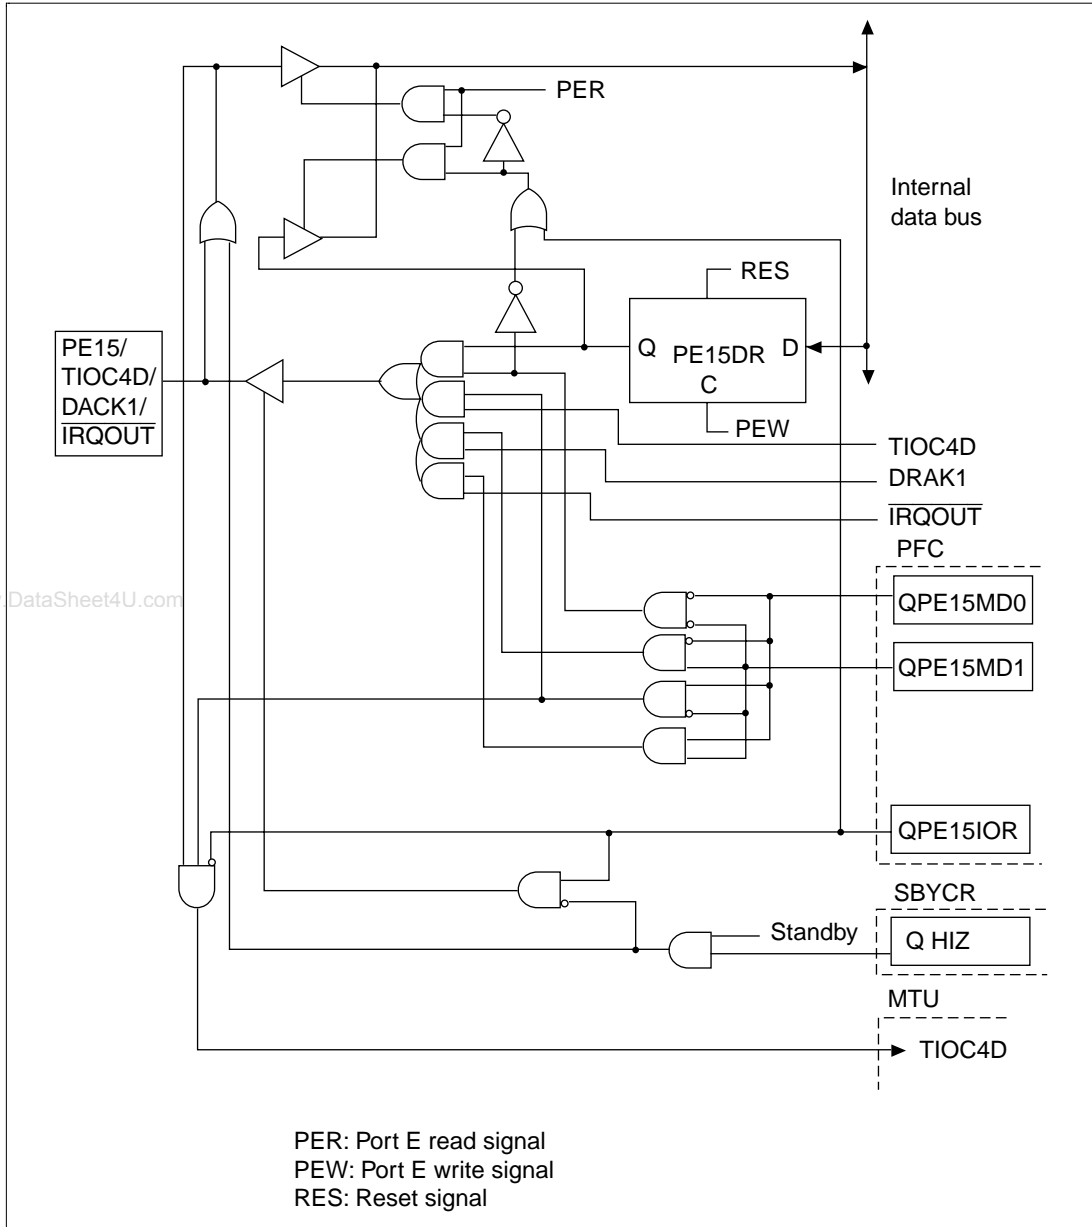 PER
Internal
data bus
RES
PE15/
TIOC4D/
DACK1/
IRQOUT
Q PE15DR D
C
PEW
TIOC4D
DRAK1
IRQOUT
PFC
.DataSheet4U.com
QPE15MD0
QPE15MD1
QPE15IOR
SBYCR
Standby
Q HIZ
MTU
TIOC4D
PER: Port E read signal
PEW: Port E write signal
RES: Reset signal